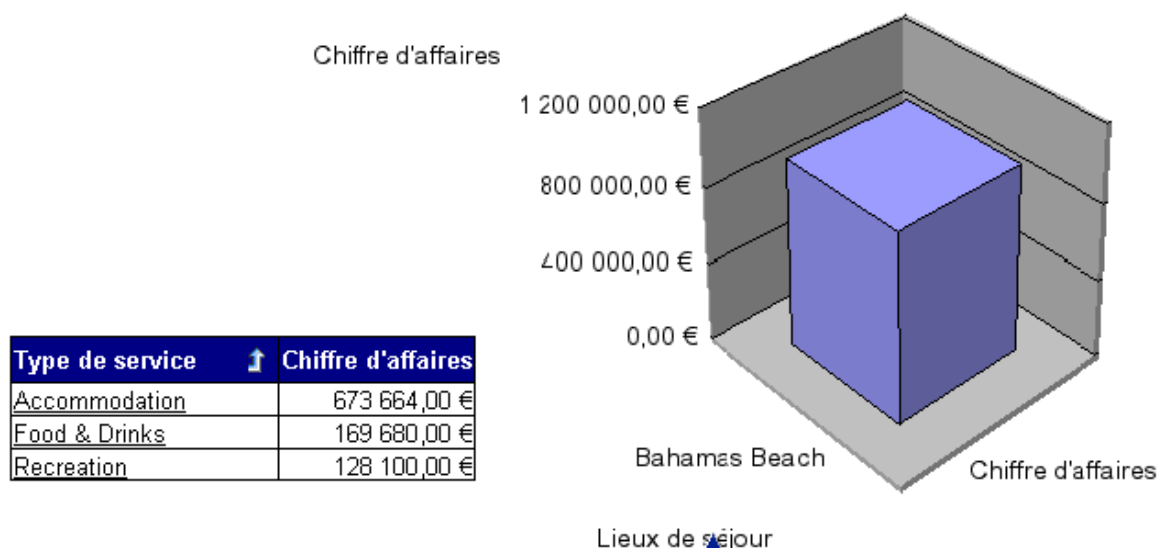 Chiffre d'affaires
1 200 000,00 €
800 000,00 €
400 000,00 €
0,00 €
Type de service Chiffre d'affaires
Accommodation 673 664,00 €
Food & Drinks 169 680,00 €
Recreation 128 100,00 €
Bahamas Beach
Chiffre d'affaires
Lieux de séjour